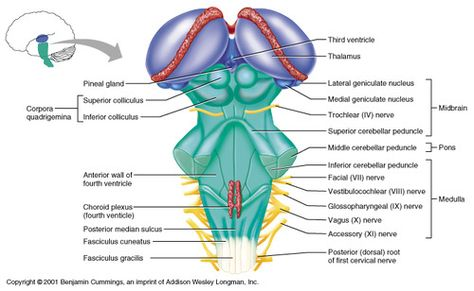 Third ventricle
Thalamus
Pineal gland
Corpora
quadrigemina
Superior colliculus
Inferior colliculus
Lateral geniculate nucleus
Medial geniculate nucleus
Trochlear (IV) nerve
Superior cerebellar peduncle
Midbrain
Middle cerebellar peduncle
Pons
Anterior wall of
fourth ventricle
Choroid plexus
(fourth venticle)
Posterior median sulcus
Fasciculus cuneatus
Fasciculus gracilis
Inferior cerebellar peduncle
Facial (VII) nerve
Vestibulocochlear (VIII) nerve
Glossopharyngeal (IX) nerve
Vagus (X) nerve
Accessory (XI) nerve
Medulla
Posterior (dorsal) root
of first cervical nerve
Copyright © 2001 Benjamin Cummings, an imprint of Addison Wesley Longman, Inc.